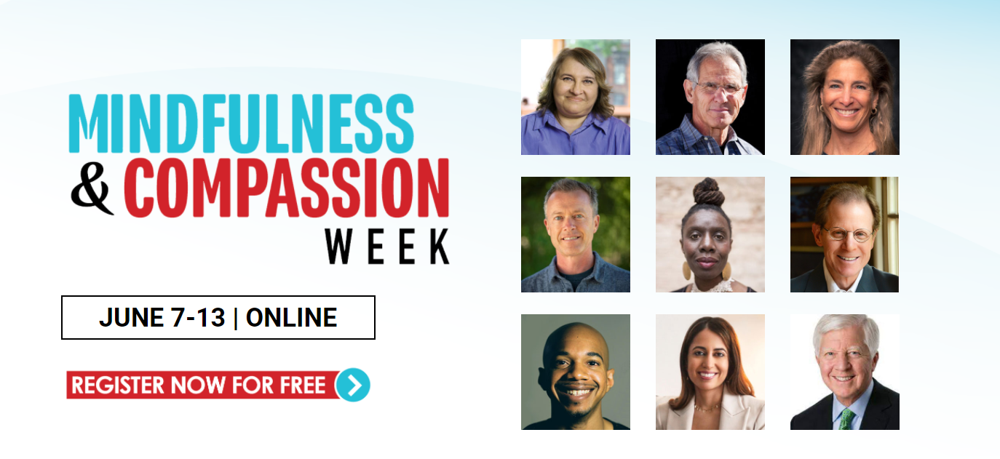 MINDFULNESS
& COMPASSION
WEEK
JUNE 7-13 | ONLINE
REGISTER NOW FOR FREE